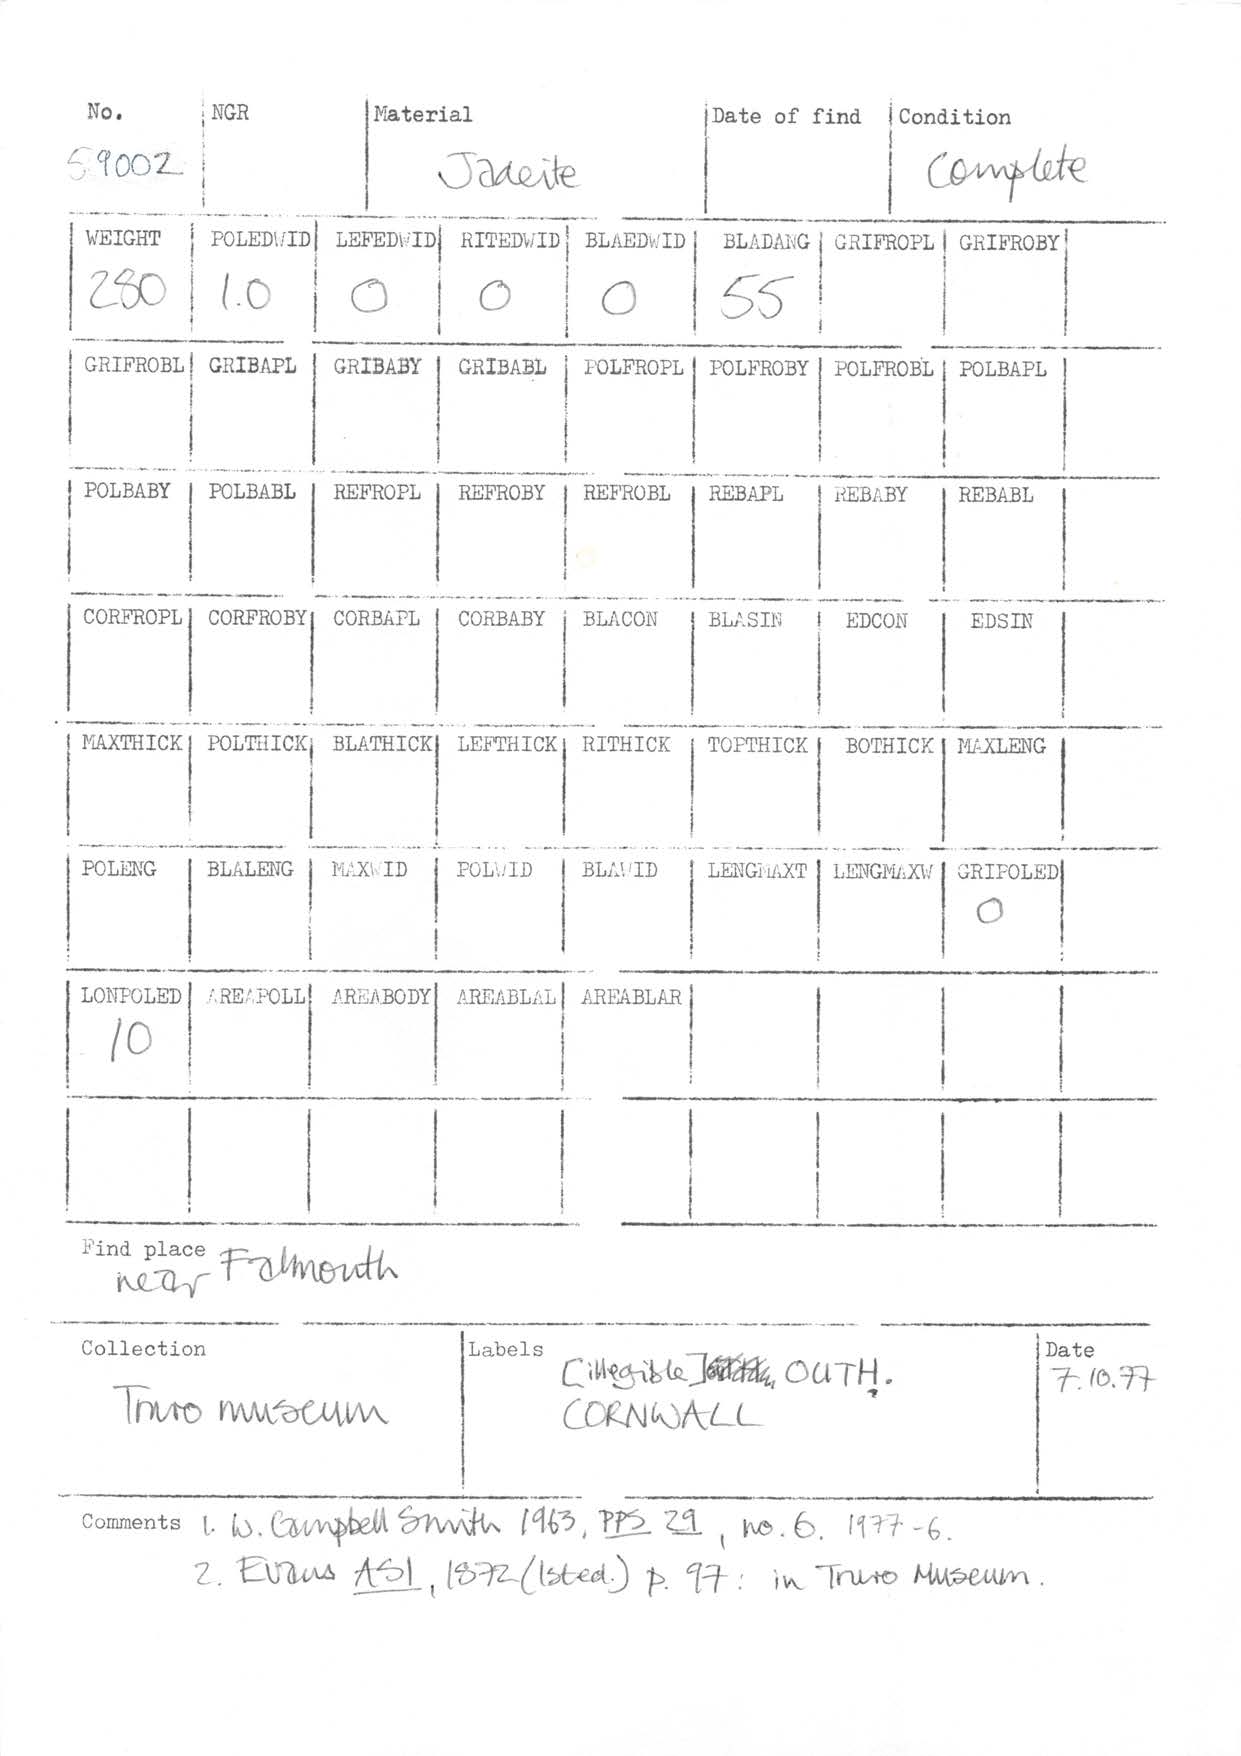 No. NGR Material Date of find Condition
59002 Jadeite Complete
WEIGHT POLEDWID LEFEDWID RITEDWID BLAEDWID BLADANG GRIFROPL GRIFROBY
280 1.0 0 0 0 55
GRIFROBL GRIBAPL GRIBABY GRIBABL POLFROPL POLFROBY POLFROBL POLBAPL
POLBABY POLBABL REFROPL REFROBY REFROBL REBAPL REBABY REBABL
CORFROPL CORFROBY CORBAPL CORBABY BLACON BLASIN EDCON EDSIN
MAXTHICK POLTHICK BLATHICK LEFTHICK RITHICK TOPTHICK BOTHICK MAXLENG
POLENG BLALENG MAXWID POLWID BLAWID LENGMAXT LENGMAXW GRIPOLED
0
LONPOLED AREAPOLL AREABODY AREABLAL AREABLAR
10
Find place
near Falmouth
Collection Labels Date
[illegible] OUTH. 7.10.77
Truro museum CORNWALL
Comments 1. W. Campbell Smith 1963, PPS 29, no. 6. 1977-6.
2. Evans ASI, 1872 (1st ed.) p. 97: in Truro Museum.